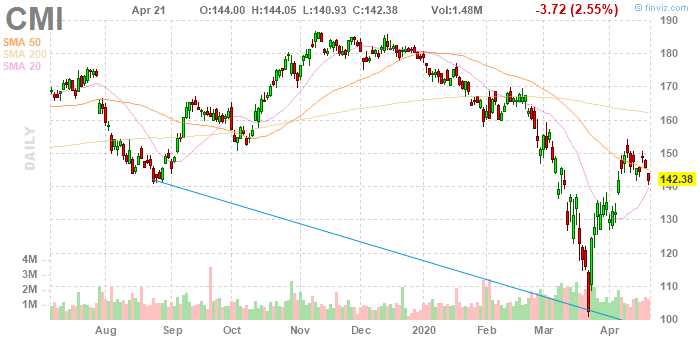 CMI Apr 21 O:144.00 H:144.05 L:140.93 C:142.38 Vol:1.48M -3.72 (2.55%) © finviz.com
SMA 50
SMA 200
SMA 20
DAILY
190
180
170
160
150
142.38
140
130
120
110
100
4M
3M
2M
1M
Aug Sep Oct Nov Dec 2020 Feb Mar Apr